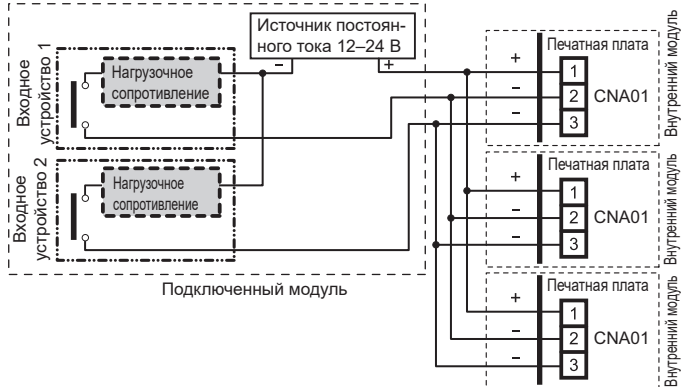 Источник постоян-
ного тока 12–24 В
– +
Входное
устройство 1
Нагрузочное
сопротивление
Входное
устройство 2
Нагрузочное
сопротивление
Подключенный модуль
Печатная плата
+ 1
– 2 CNA01
– 3
Внутренний модуль
Печатная плата
+ 1
– 2 CNA01
– 3
Внутренний модуль
Печатная плата
+ 1
– 2 CNA01
– 3
Внутренний модуль